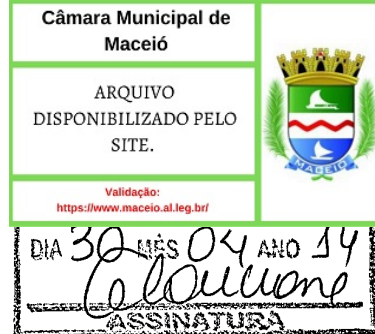 Câmara Municipal de
Maceió
ARQUIVO
DISPONIBILIZADO PELO
SITE.
Validação:
https://www.maceio.al.leg.br/
MACEIÓ
DIA 30 MÊS 04 ANO 14
ASSINATURA